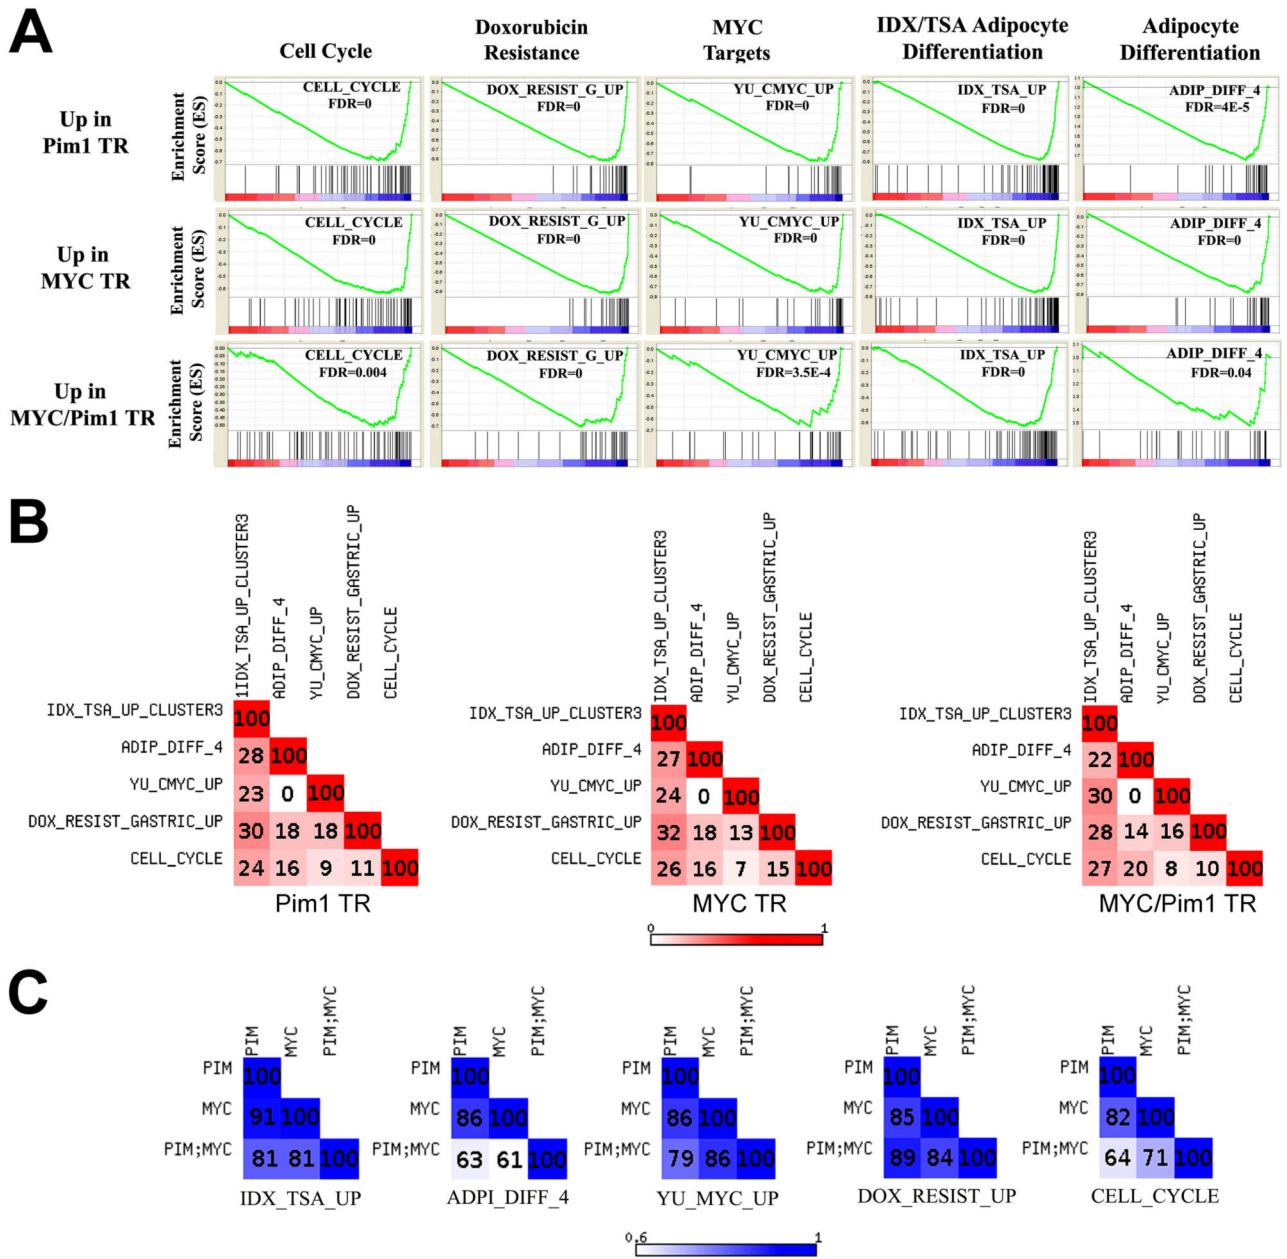 A
Cell Cycle
Doxorubicin
Resistance
MYC
Targets
IDX/TSA Adipocyte
Differentiation
Adipocyte
Differentiation
Up in
Pim1 TR
Enrichment
Score (ES)
CELL_CYCLE
FDR=0
DOX_RESIST_G_UP
FDR=0
YU_CMYC_UP
FDR=0
IDX_TSA_UP
FDR=0
ADIP_DIFF_4
FDR=4E-5
Up in
MYC TR
Enrichment
Score (ES)
CELL_CYCLE
FDR=0
DOX_RESIST_G_UP
FDR=0
YU_CMYC_UP
FDR=0
IDX_TSA_UP
FDR=0
ADIP_DIFF_4
FDR=0
Up in
MYC/Pim1 TR
Enrichment
Score (ES)
CELL_CYCLE
FDR=0.004
DOX_RESIST_G_UP
FDR=0
YU_CMYC_UP
FDR=3.5E-4
IDX_TSA_UP
FDR=0
ADIP_DIFF_4
FDR=0.04
B
1IDX_TSA_UP_CLUSTER3
ADIP_DIFF_4
YU_CMYC_UP
DOX_RESIST_GASTRIC_UP
CELL_CYCLE
IDX_TSA_UP_CLUSTER3 100
ADIP_DIFF_4 28 100
YU_CMYC_UP 23 0 100
DOX_RESIST_GASTRIC_UP 30 18 18 100
CELL_CYCLE 24 16 9 11 100
Pim1 TR
IDX_TSA_UP_CLUSTER3
ADIP_DIFF_4
YU_CMYC_UP
DOX_RESIST_GASTRIC_UP
CELL_CYCLE
IDX_TSA_UP_CLUSTER3 100
ADIP_DIFF_4 27 100
YU_CMYC_UP 24 0 100
DOX_RESIST_GASTRIC_UP 32 18 13 100
CELL_CYCLE 26 16 7 15 100
MYC TR
IDX_TSA_UP_CLUSTER3
ADIP_DIFF_4
YU_CMYC_UP
DOX_RESIST_GASTRIC_UP
CELL_CYCLE
IDX_TSA_UP_CLUSTER3 100
ADIP_DIFF_4 22 100
YU_CMYC_UP 30 0 100
DOX_RESIST_GASTRIC_UP 28 14 16 100
CELL_CYCLE 27 20 8 10 100
MYC/Pim1 TR
0 1
C
PIM
MYC
PIM;MYC
PIM 100
MYC 91 100
PIM;MYC 81 81 100
IDX_TSA_UP
PIM
MYC
PIM;MYC
PIM 100
MYC 86 100
PIM;MYC 63 61 100
ADPI_DIFF_4
PIM
MYC
PIM;MYC
PIM 100
MYC 86 100
PIM;MYC 79 86 100
YU_MYC_UP
PIM
MYC
PIM;MYC
PIM 100
MYC 85 100
PIM;MYC 89 84 100
DOX_RESIST_UP
PIM
MYC
PIM;MYC
PIM 100
MYC 82 100
PIM;MYC 64 71 100
CELL_CYCLE
0.6 1